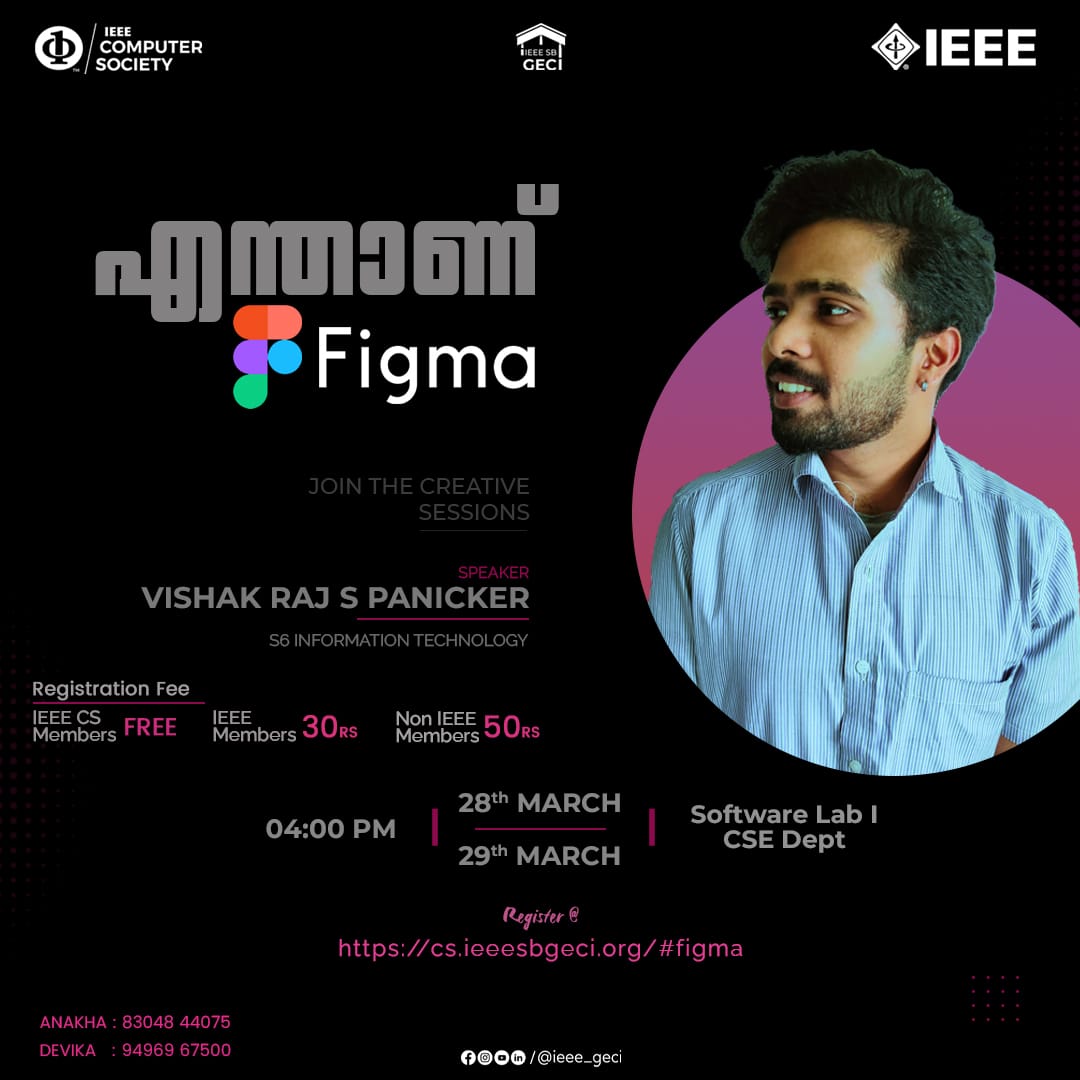 IEEE
COMPUTER
SOCIETY
IEEE SB
GECI
IEEE
എന്താണ്
Figma
JOIN THE CREATIVE
SESSIONS
SPEAKER
VISHAK RAJ S PANICKER
S6 INFORMATION TECHNOLOGY
Registration Fee
IEEE CS
Members FREE
IEEE
Members 30RS
Non IEEE
Members 50RS
04:00 PM
28th MARCH
29th MARCH
Software Lab I
CSE Dept
Register @
https://cs.ieeesbgeci.org/#figma
ANAKHA : 83048 44075
DEVIKA : 94969 67500
/@ieee_geci